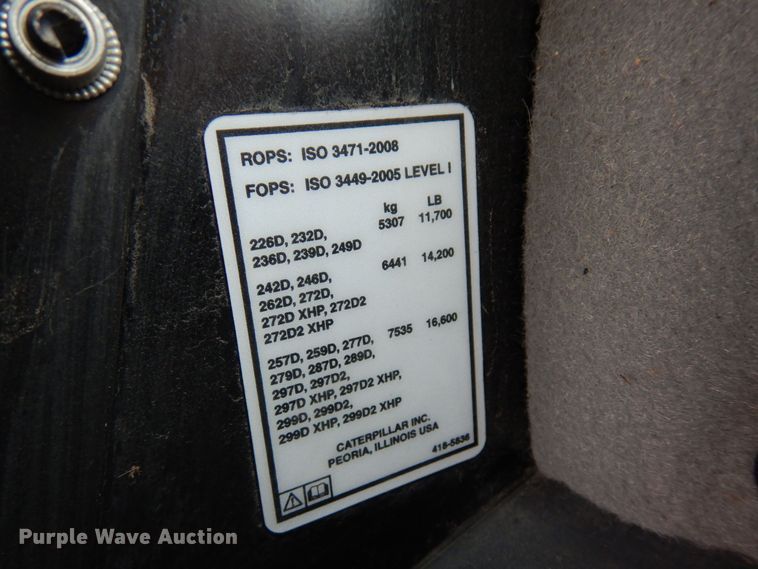 ROPS: ISO 3471-2008
FOPS: ISO 3449-2005 LEVEL I
kg LB
226D, 232D, 5307 11,700
236D, 239D, 249D
242D, 246D, 6441 14,200
262D, 272D,
272D XHP, 272D2
272D2 XHP
257D, 259D, 277D, 7535 16,600
279D, 287D, 289D,
297D, 297D2,
297D XHP, 297D2 XHP,
299D, 299D2,
299D XHP, 299D2 XHP
CATERPILLAR INC.
PEORIA, ILLINOIS USA
418-5836
Purple Wave Auction